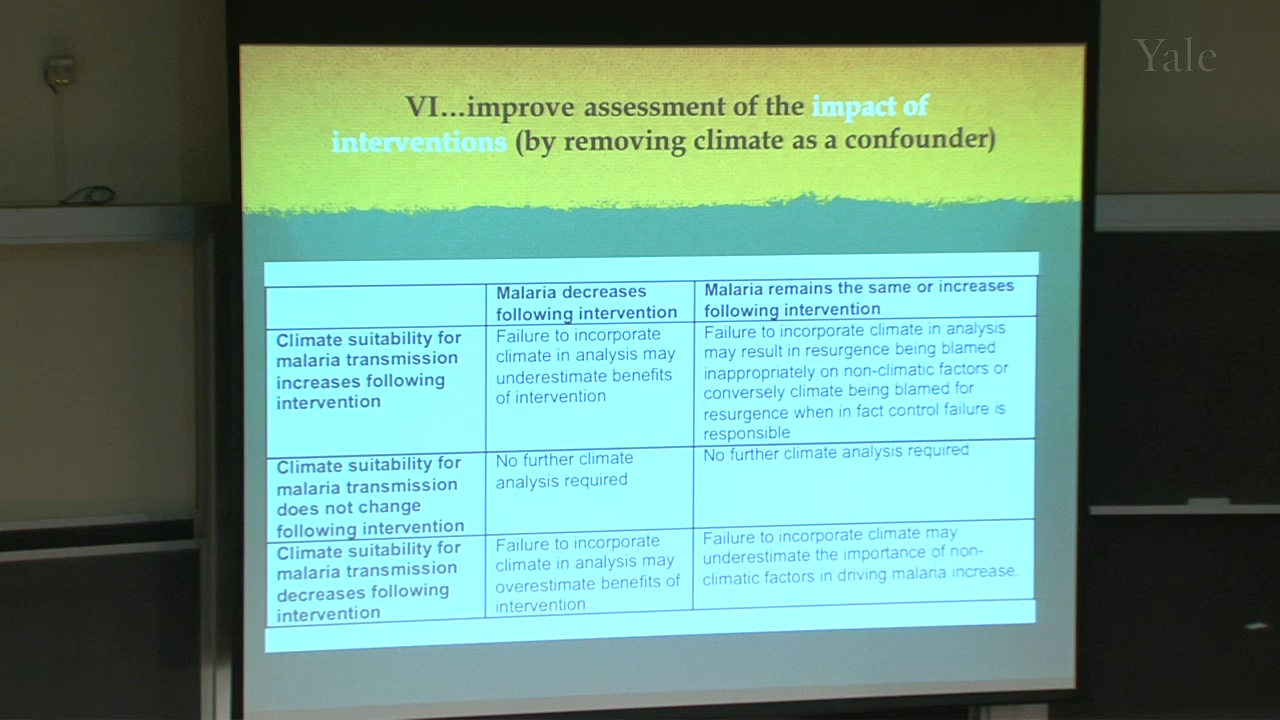 Yale
VI...improve assessment of the impact of
interventions (by removing climate as a confounder)
Malaria decreases
following intervention
Malaria remains the same or increases
following intervention
Climate suitability for
malaria transmission
increases following
intervention
Failure to incorporate
climate in analysis may
underestimate benefits
of intervention
Failure to incorporate climate in analysis
may result in resurgence being blamed
inappropriately on non-climatic factors or
conversely climate being blamed for
resurgence when in fact control failure is
responsible
Climate suitability for
malaria transmission
does not change
following intervention
No further climate
analysis required
No further climate analysis required
Climate suitability for
malaria transmission
decreases following
intervention
Failure to incorporate
climate in analysis may
overestimate benefits of
intervention
Failure to incorporate climate may
underestimate the importance of non-
climatic factors in driving malaria increase.